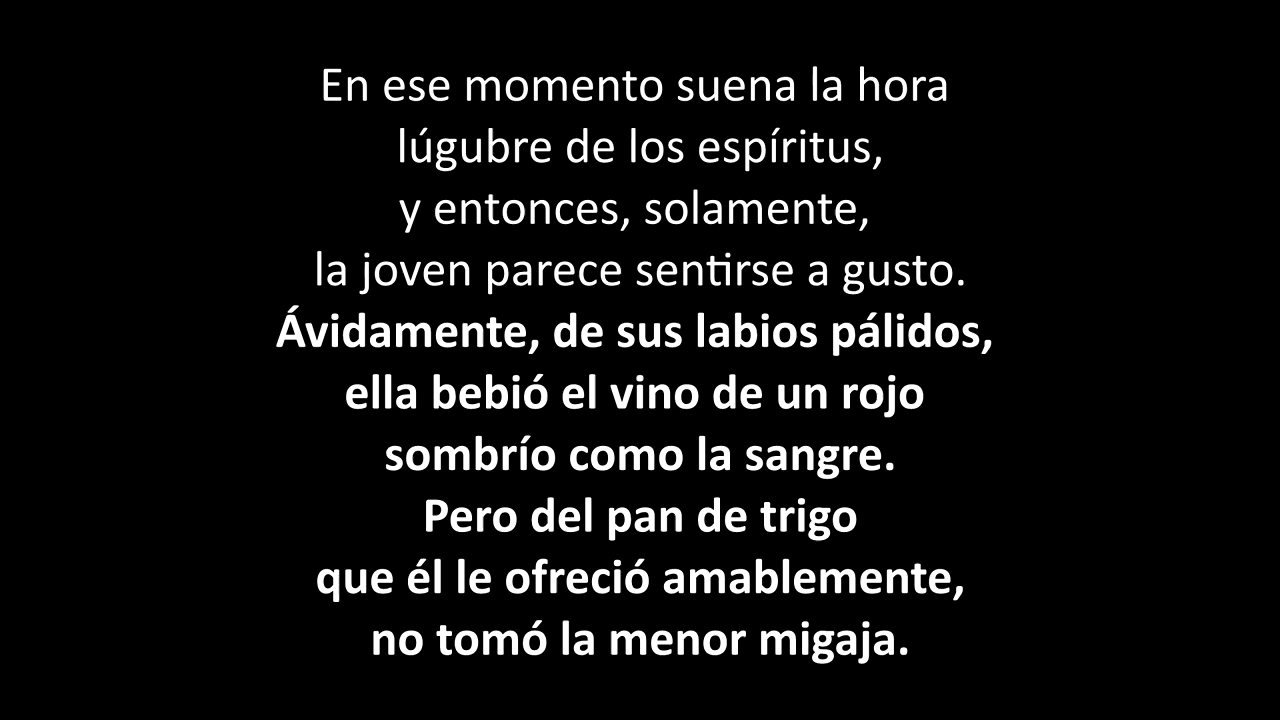 En ese momento suena la hora
lúgubre de los espíritus,
y entonces, solamente,
la joven parece sentirse a gusto.
Ávidamente, de sus labios pálidos,
ella bebió el vino de un rojo
sombrío como la sangre.
Pero del pan de trigo
que él le ofreció amablemente,
no tomó la menor migaja.